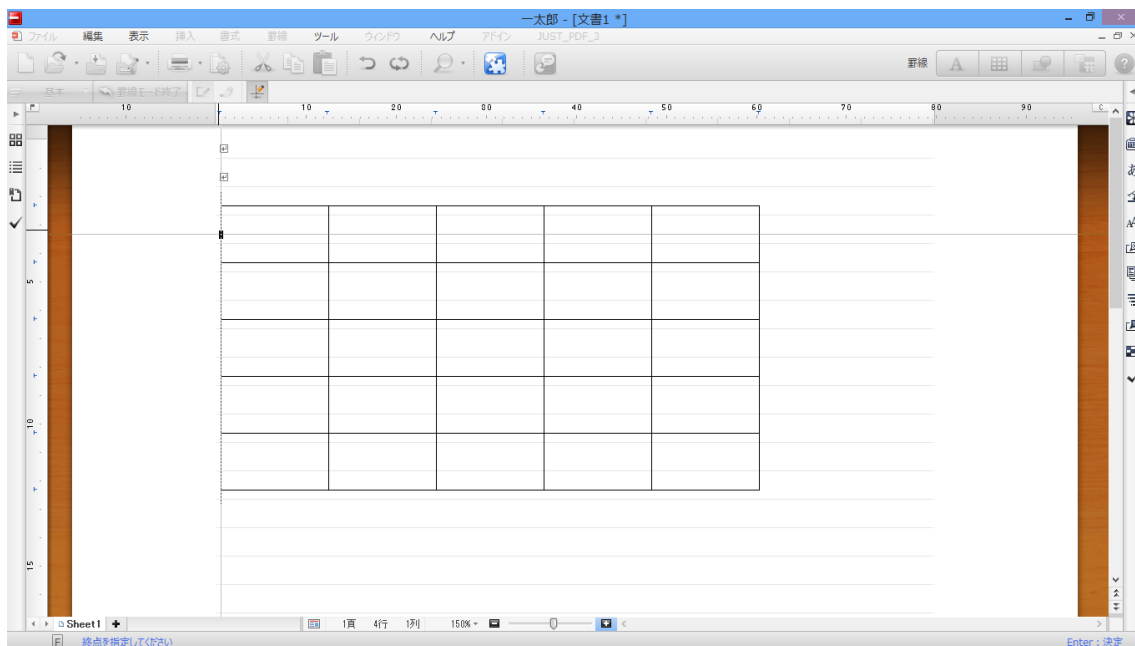 一太郎 - [文書1 *]
ファイル 編集 表示 挿入 書式 罫線 ツール ウィンドウ ヘルプ アドイン JUST_PDF_3
罫線 A
基本 罫線モード終了
10 10 20 30 40 50 60 70 80 90
5
10
15
Sheet1 1頁 4行 1列 150%
F 終点を指定してください Enter : 決定